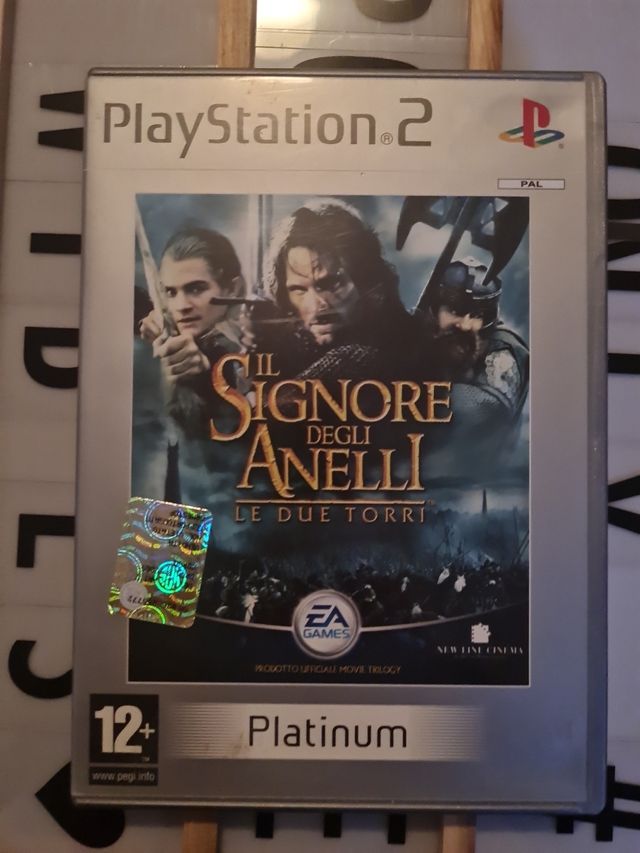 PlayStation®2
PAL
IL
SIGNORE
DEGLI
ANELLI
LE DUE TORRI
EA
GAMES
NEW LINE CINEMA
PRODOTTO UFFICIALE MOVIE TRILOGY
12+
www.pegi.info
Platinum